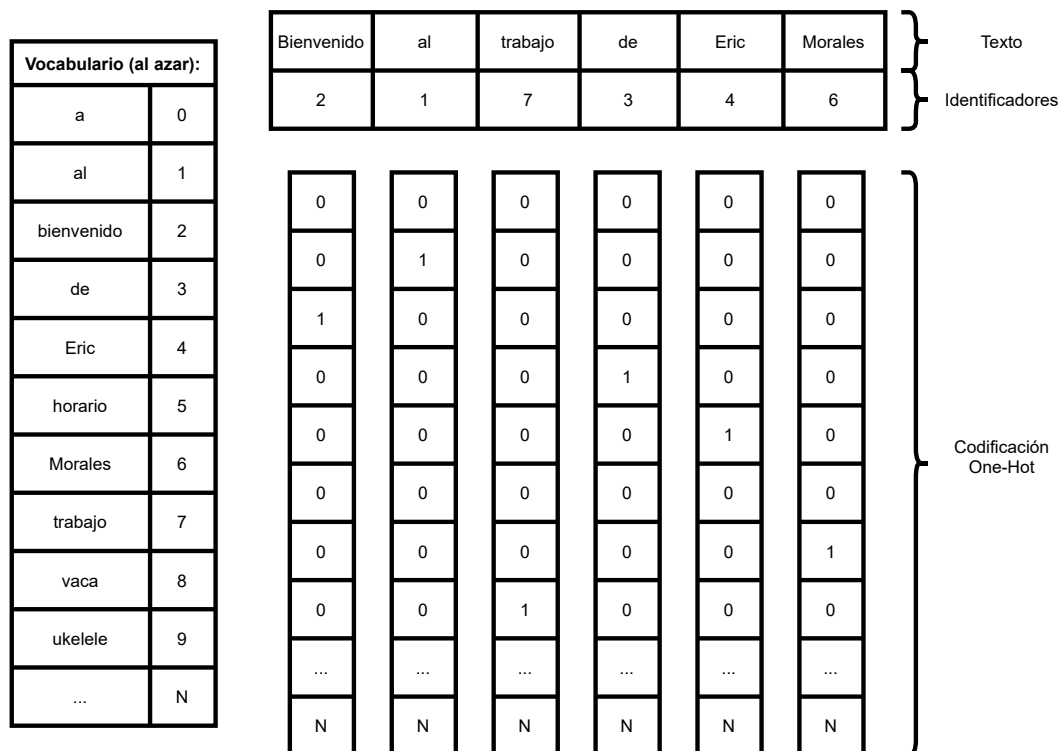 Vocabulario (al azar):
a 0
al 1
bienvenido 2
de 3
Eric 4
horario 5
Morales 6
trabajo 7
vaca 8
ukelele 9
... N
Bienvenido al trabajo de Eric Morales Texto
2 1 7 3 4 6 Identificadores
0 0 0 0 0 0
0 1 0 0 0 0
1 0 0 0 0 0
0 0 0 1 0 0
0 0 0 0 1 0
0 0 0 0 0 0
0 0 0 0 0 1
0 0 1 0 0 0
... ... ... ... ... ...
N N N N N N
Codificación
One-Hot